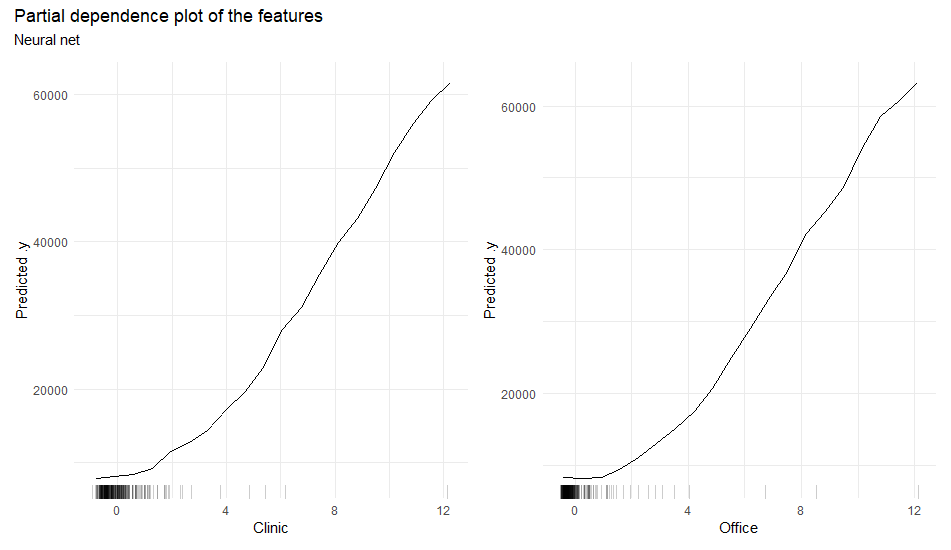 Partial dependence plot of the features
Neural net
Predicted .y
60000
40000
20000
0
4
8
12
Clinic
Predicted .y
60000
40000
20000
0
4
8
12
Office